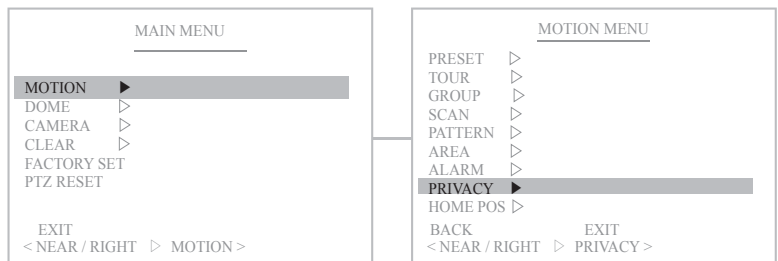 MAIN MENU
MOTION ▶
DOME ▷
CAMERA ▷
CLEAR ▷
FACTORY SET
PTZ RESET
EXIT
< NEAR / RIGHT ▷ MOTION >
MOTION MENU
PRESET ▷
TOUR ▷
GROUP ▷
SCAN ▷
PATTERN ▷
AREA ▷
ALARM ▷
PRIVACY ▶
HOME POS ▷
BACK EXIT
< NEAR / RIGHT ▷ PRIVACY >